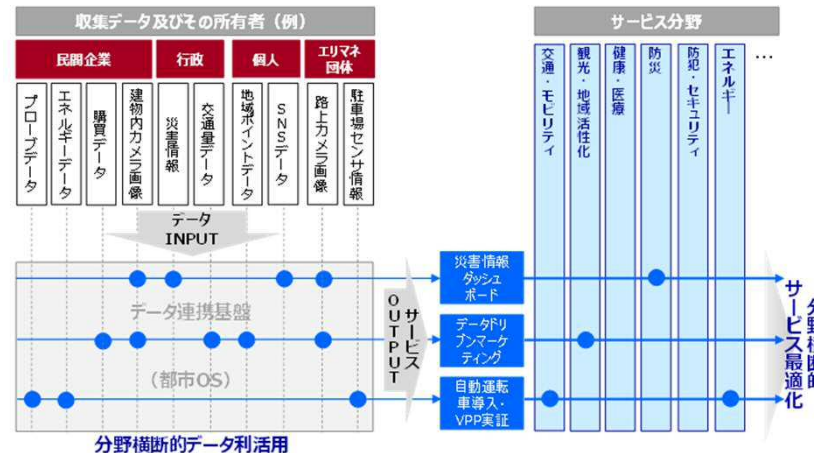 収集データ及びその所有者（例）
サービス分野
民間企業
行政
個人
エリマネ
団体
プローブデータ
エネルギーデータ
購買データ
建物内カメラ画像
災害情報
交通量データ
地域ポイントデータ
SNSデータ
路上カメラ画像
駐車場センサ情報
交通・モビリティ
観光・地域活性化
健康・医療
防災
防犯・セキュリティ
エネルギー
…
データ
INPUT
データ連携基盤
（都市OS）
分野横断的データ利活用
サービス
OUTPUT
災害情報
ダッシュ
ボード
データドリ
ブンマーケ
ティング
自動運転
車導入・
VPP実証
分野横断的
サービス最適化